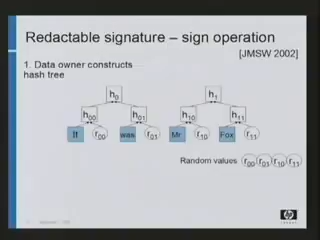 Redactable signature – sign operation
[JMSW 2002]
1. Data owner constructs
hash tree
h0 h1
h00 h01 h10 h11
It r00 was r01 Mr r10 Fox r11
Random values r00 r01 r10 r11
hp